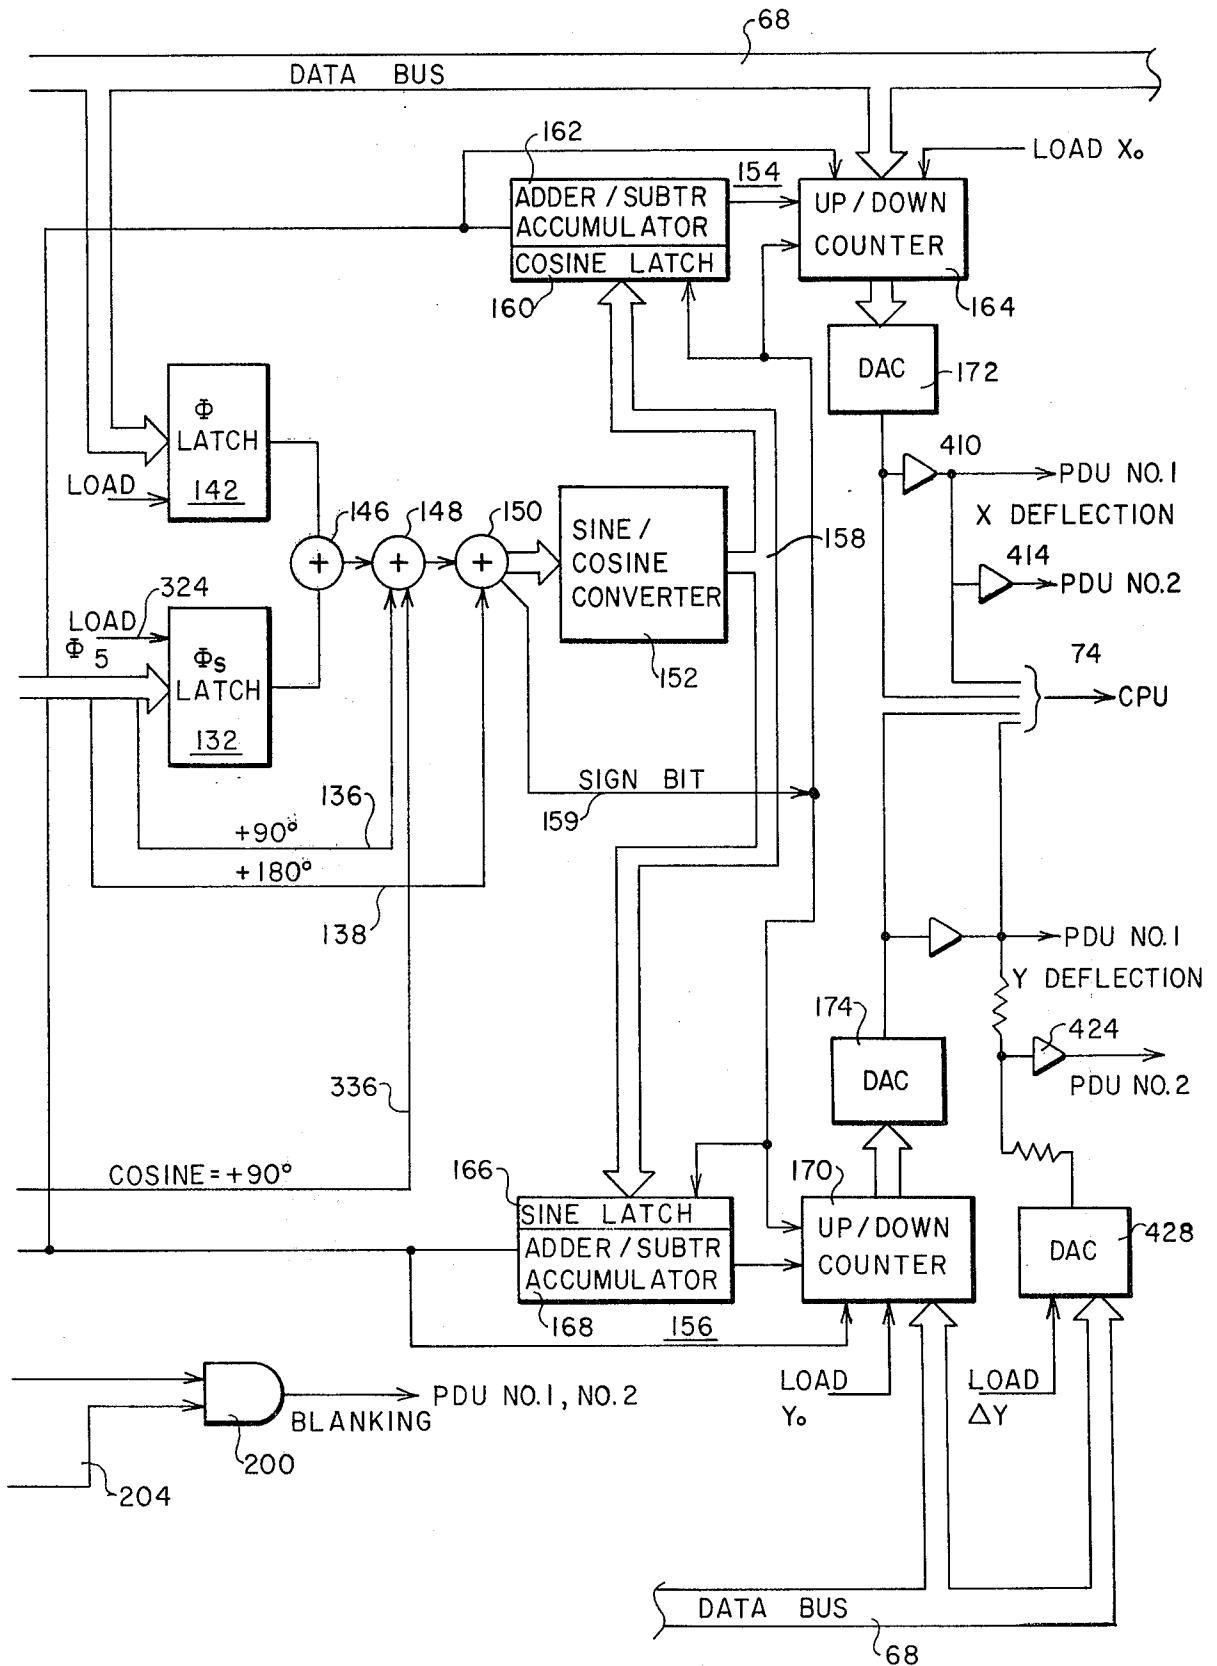 68
DATA BUS
162
154
LOAD X₀
ADDER / SUBTR
ACCUMULATOR
COSINE LATCH
160
UP / DOWN
COUNTER
164
DAC
172
Φ
LATCH
142
LOAD
146
148
150
410
PDU NO.1
X DEFLECTION
414
PDU NO.2
SINE /
COSINE
CONVERTER
152
158
324
LOAD
Φ 5
Φs
LATCH
132
74
CPU
SIGN BIT
159
136
+90°
+180°
138
PDU NO.1
Y DEFLECTION
174
DAC
424
PDU NO.2
336
COSINE = +90°
166
SINE LATCH
ADDER / SUBTR
ACCUMULATOR
168
156
170
UP/DOWN
COUNTER
DAC
428
LOAD
Y₀
LOAD
ΔY
PDU NO.1, NO.2
BLANKING
200
204
DATA BUS
68